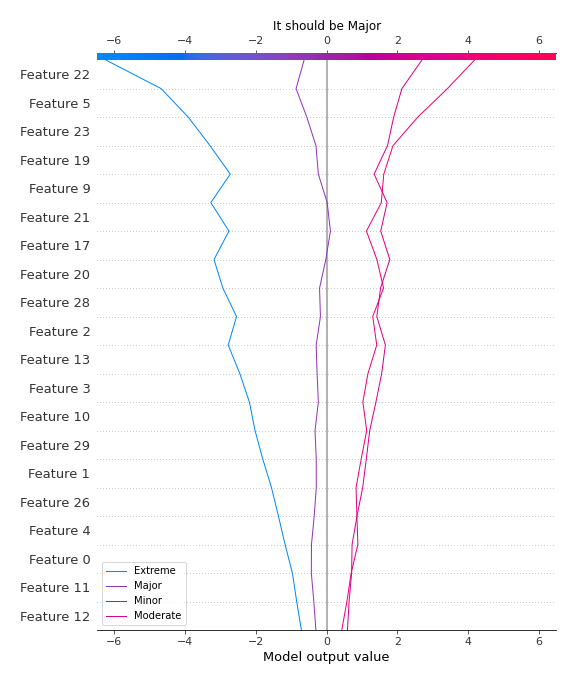 It should be Major
−6 −4 −2 0 2 4 6
Feature 22
Feature 5
Feature 23
Feature 19
Feature 9
Feature 21
Feature 17
Feature 20
Feature 28
Feature 2
Feature 13
Feature 3
Feature 10
Feature 29
Feature 1
Feature 26
Feature 4
Feature 0
Feature 11
Feature 12
Extreme
Major
Minor
Moderate
−6 −4 −2 0 2 4 6
Model output value